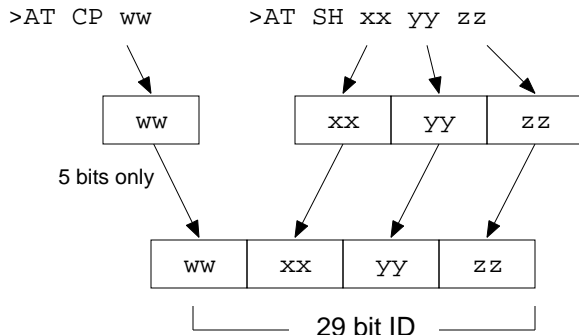 >AT CP ww >AT SH xx yy zz
ww xx yy zz
5 bits only
ww xx yy zz
29 bit ID